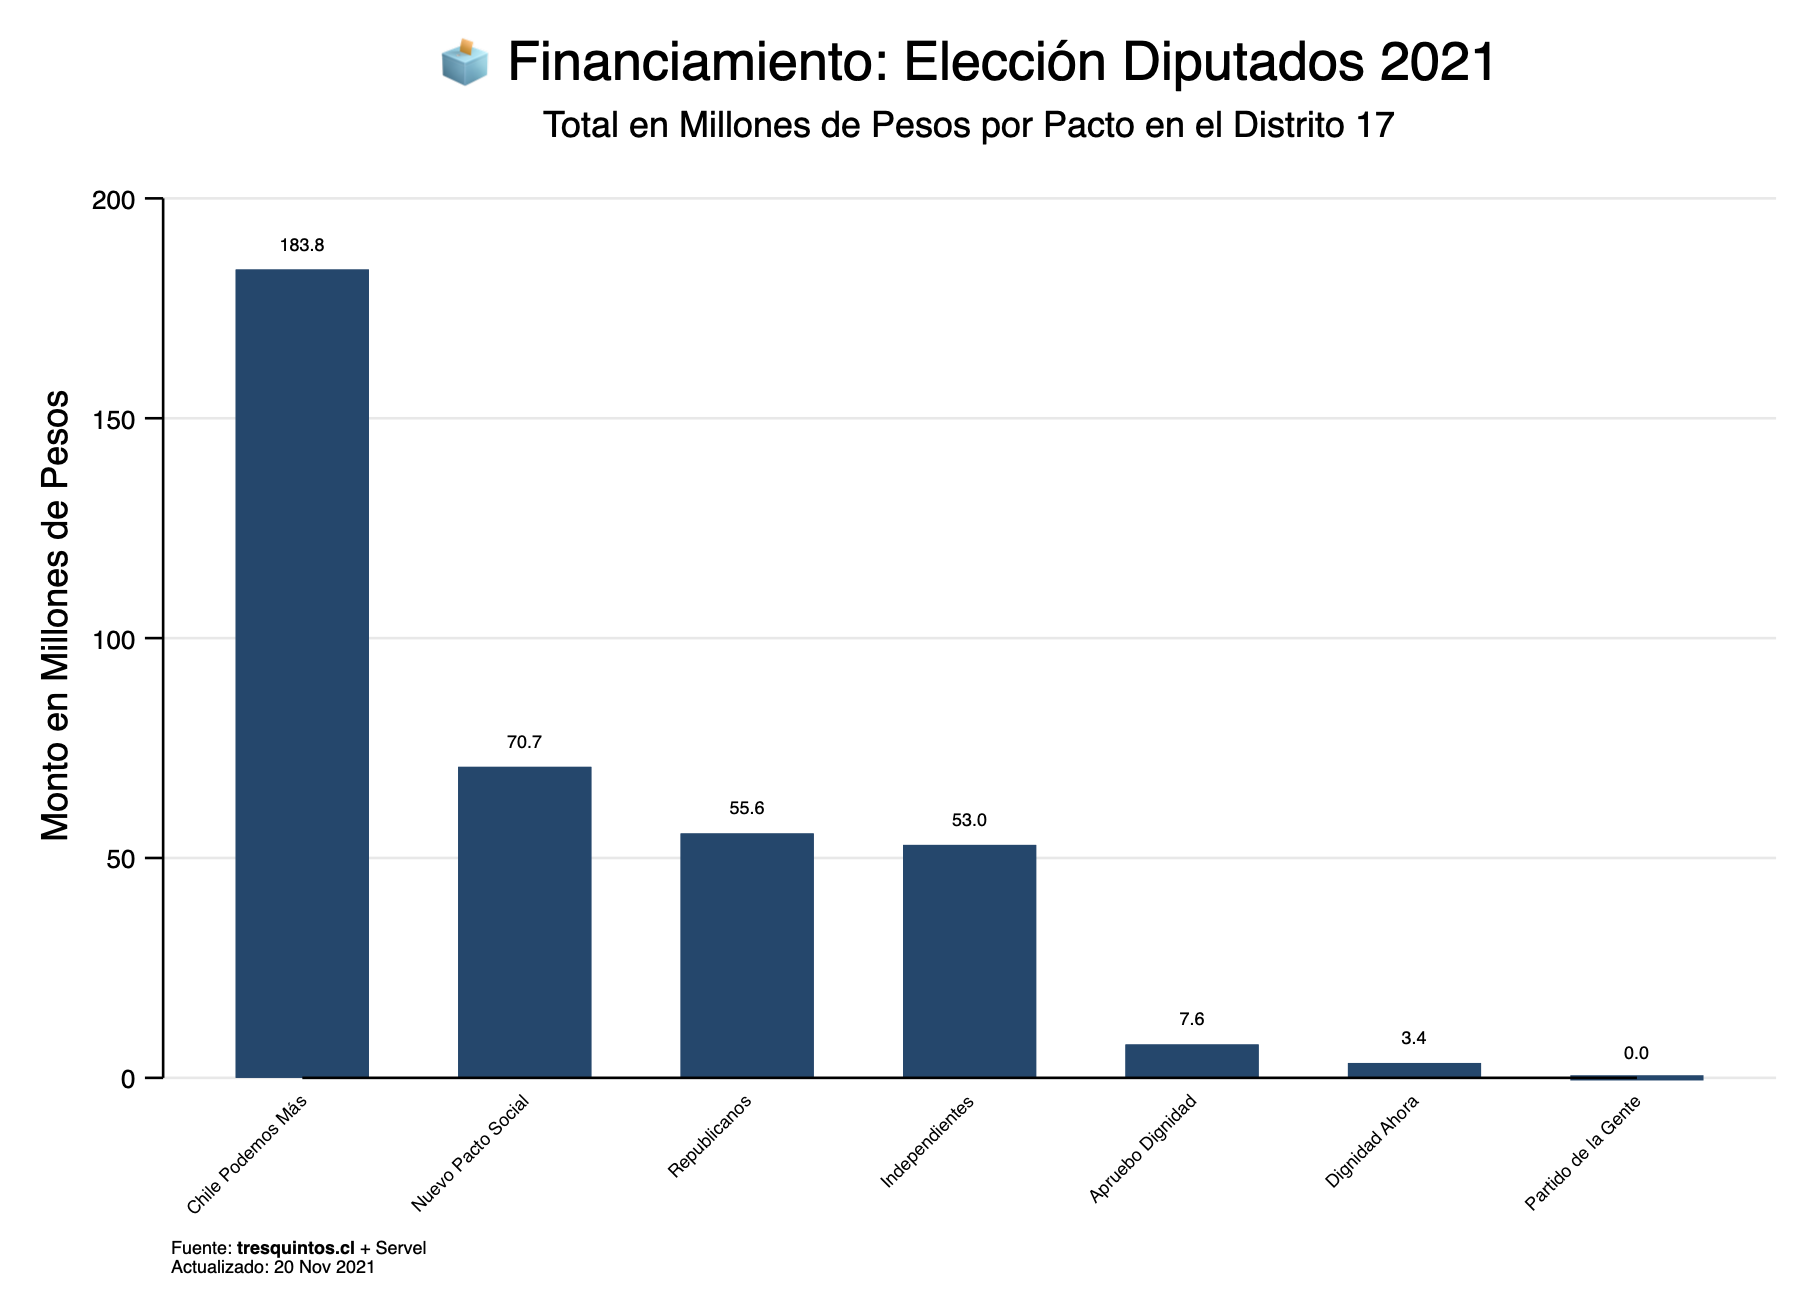 Financiamiento: Elección Diputados 2021
Total en Millones de Pesos por Pacto en el Distrito 17
Monto en Millones de Pesos
200
150
100
50
0
183.8
70.7
55.6
53.0
7.6
3.4
0.0
Chile Podemos Más
Nuevo Pacto Social
Republicanos
Independientes
Apruebo Dignidad
Dignidad Ahora
Partido de la Gente
Fuente: tresquintos.cl + Servel
Actualizado: 20 Nov 2021